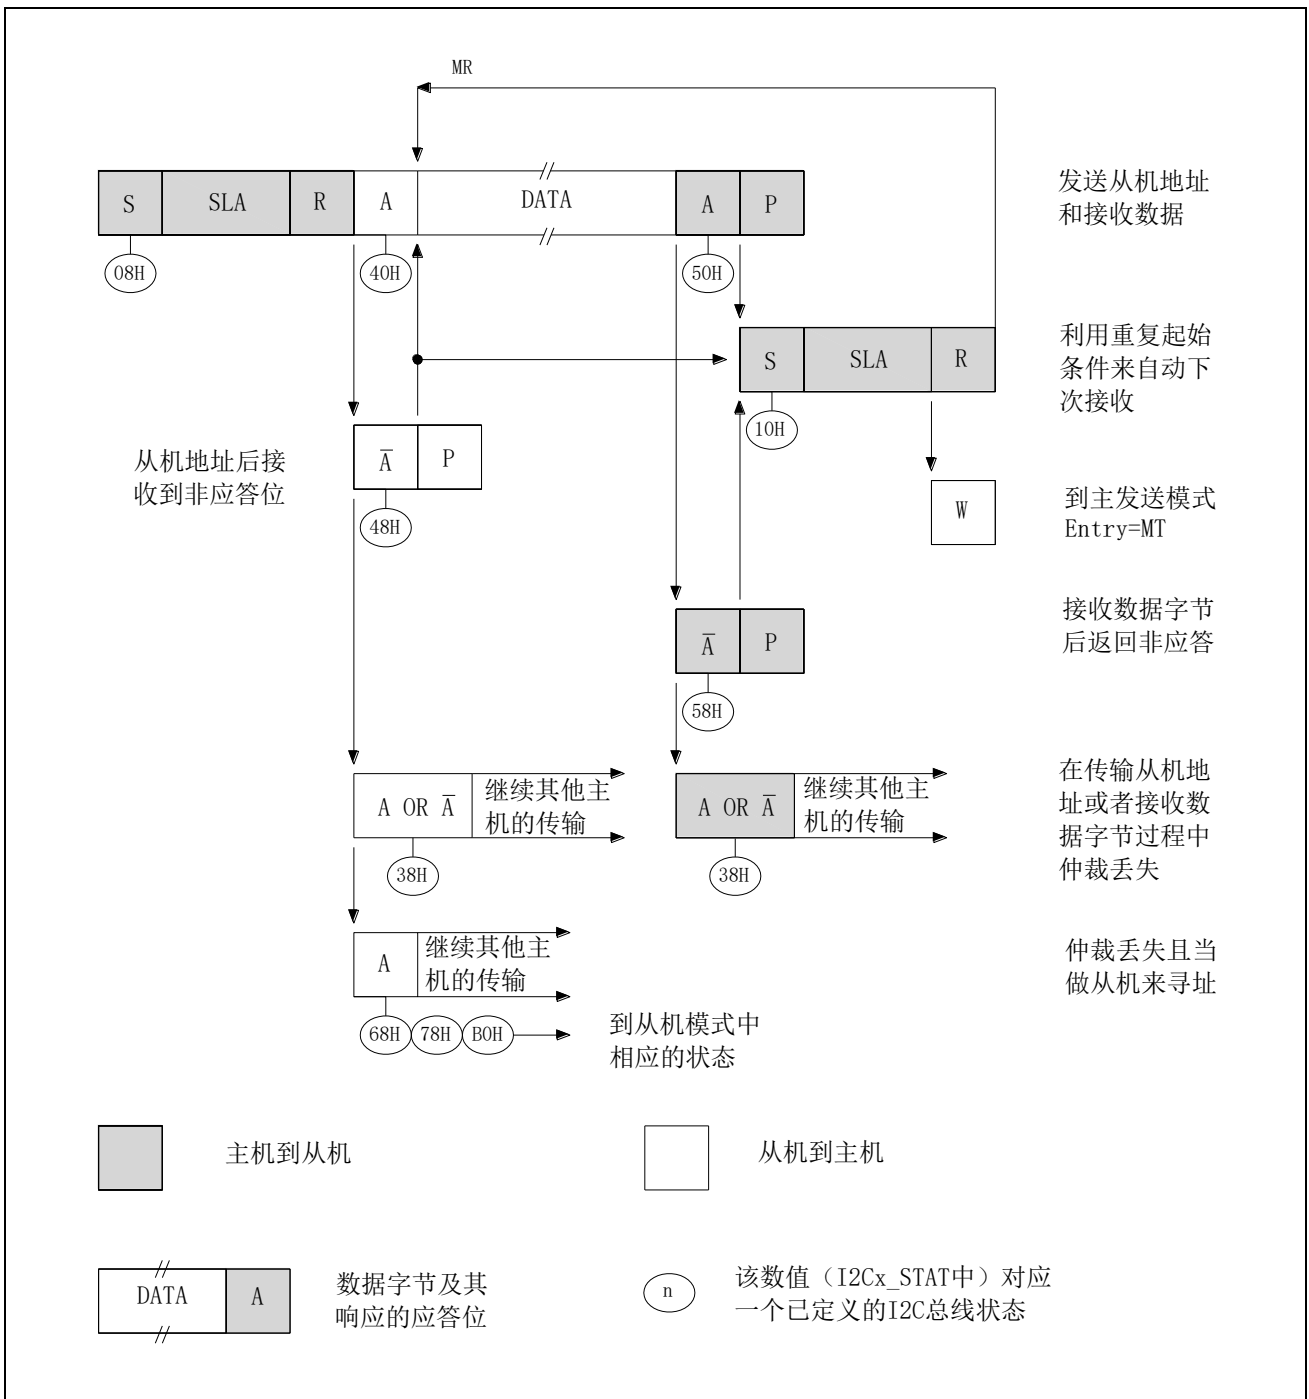 MR
S SLA R A DATA A P
发送从机地址
和接收数据
08H 40H 50H
S SLA R
利用重复起始
条件来自动下
次接收
10H
从机地址后接
收到非应答位
A̅ P
48H
W
到主发送模式
Entry=MT
A̅ P
接收数据字节
后返回非应答
58H
A OR A̅
继续其他主
机的传输
38H
A OR A̅
继续其他主
机的传输
38H
在传输从机地
址或者接收数
据字节过程中
仲裁丢失
A
继续其他主
机的传输
仲裁丢失且当
做从机来寻址
68H 78H B0H
到从机模式中
相应的状态
主机到从机
从机到主机
DATA A
数据字节及其
响应的应答位
n
该数值（I2Cx_STAT中）对应
一个已定义的I2C总线状态